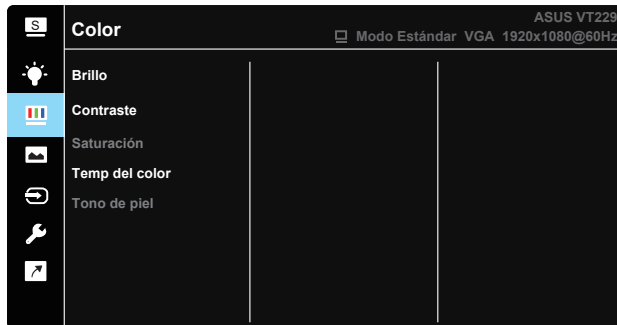 S
Color
ASUS VT229
Modo Estándar VGA 1920x1080@60Hz
Brillo
Contraste
Saturación
Temp del color
Tono de piel